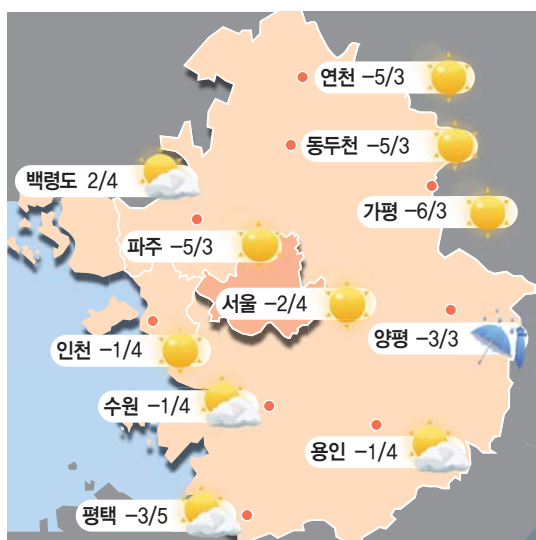 연천 −5/3
동두천 −5/3
백령도 2/4
가평 −6/3
파주 −5/3
서울 −2/4
양평 −3/3
인천 −1/4
수원 −1/4
용인 −1/4
평택 −3/5